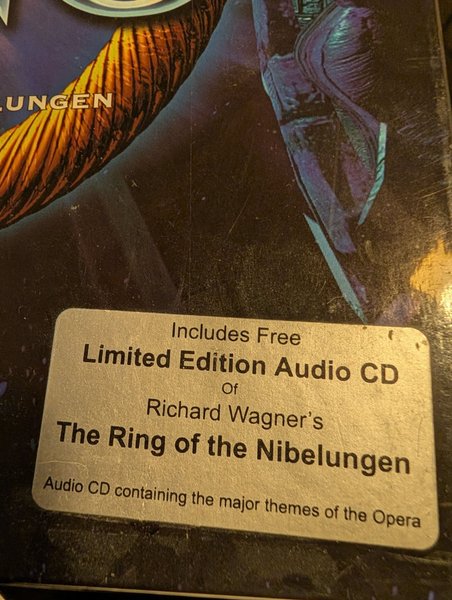 LUNGEN
Includes Free
Limited Edition Audio CD
Of
Richard Wagner's
The Ring of the Nibelungen
Audio CD containing the major themes of the Opera